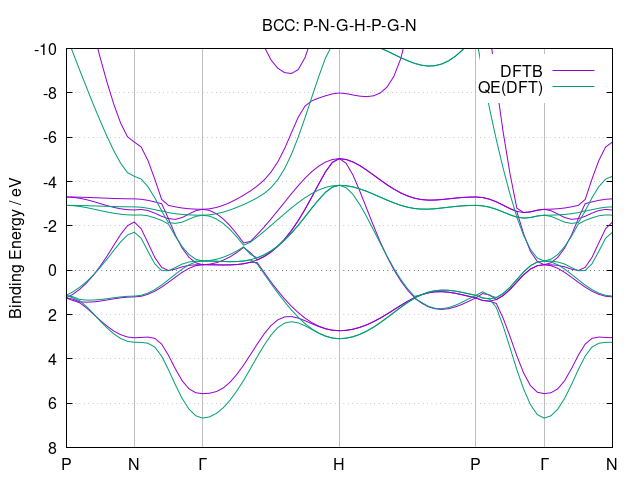 BCC: P-N-G-H-P-G-N
Binding Energy / eV
-10
-8
-6
-4
-2
0
2
4
6
8
DFTB
QE(DFT)
P N Γ H P Γ N